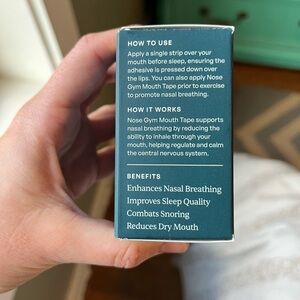 HOW TO USE
Apply a single strip over your
mouth before sleep, ensuring the
adhesive is pressed down over
the lips. You can also apply Nose
Gym Mouth Tape prior to exercise
to promote nasal breathing.
HOW IT WORKS
Nose Gym Mouth Tape supports
nasal breathing by reducing the
ability to inhale through your
mouth, helping regulate and calm
the central nervous system.
BENEFITS
Enhances Nasal Breathing
Improves Sleep Quality
Combats Snoring
Reduces Dry Mouth